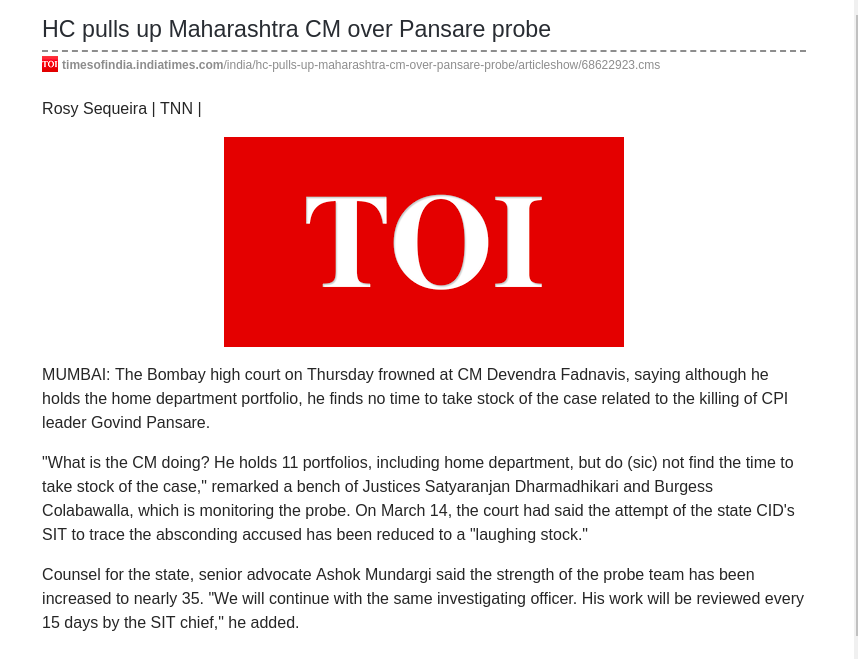 HC pulls up Maharashtra CM over Pansare probe
TOI timesofindia.indiatimes.com/india/hc-pulls-up-maharashtra-cm-over-pansare-probe/articleshow/68622923.cms
Rosy Sequeira | TNN |
TOI
MUMBAI: The Bombay high court on Thursday frowned at CM Devendra Fadnavis, saying although he
holds the home department portfolio, he finds no time to take stock of the case related to the killing of CPI
leader Govind Pansare.
"What is the CM doing? He holds 11 portfolios, including home department, but do (sic) not find the time to
take stock of the case," remarked a bench of Justices Satyaranjan Dharmadhikari and Burgess
Colabawalla, which is monitoring the probe. On March 14, the court had said the attempt of the state CID's
SIT to trace the absconding accused has been reduced to a "laughing stock."
Counsel for the state, senior advocate Ashok Mundargi said the strength of the probe team has been
increased to nearly 35. "We will continue with the same investigating officer. His work will be reviewed every
15 days by the SIT chief," he added.